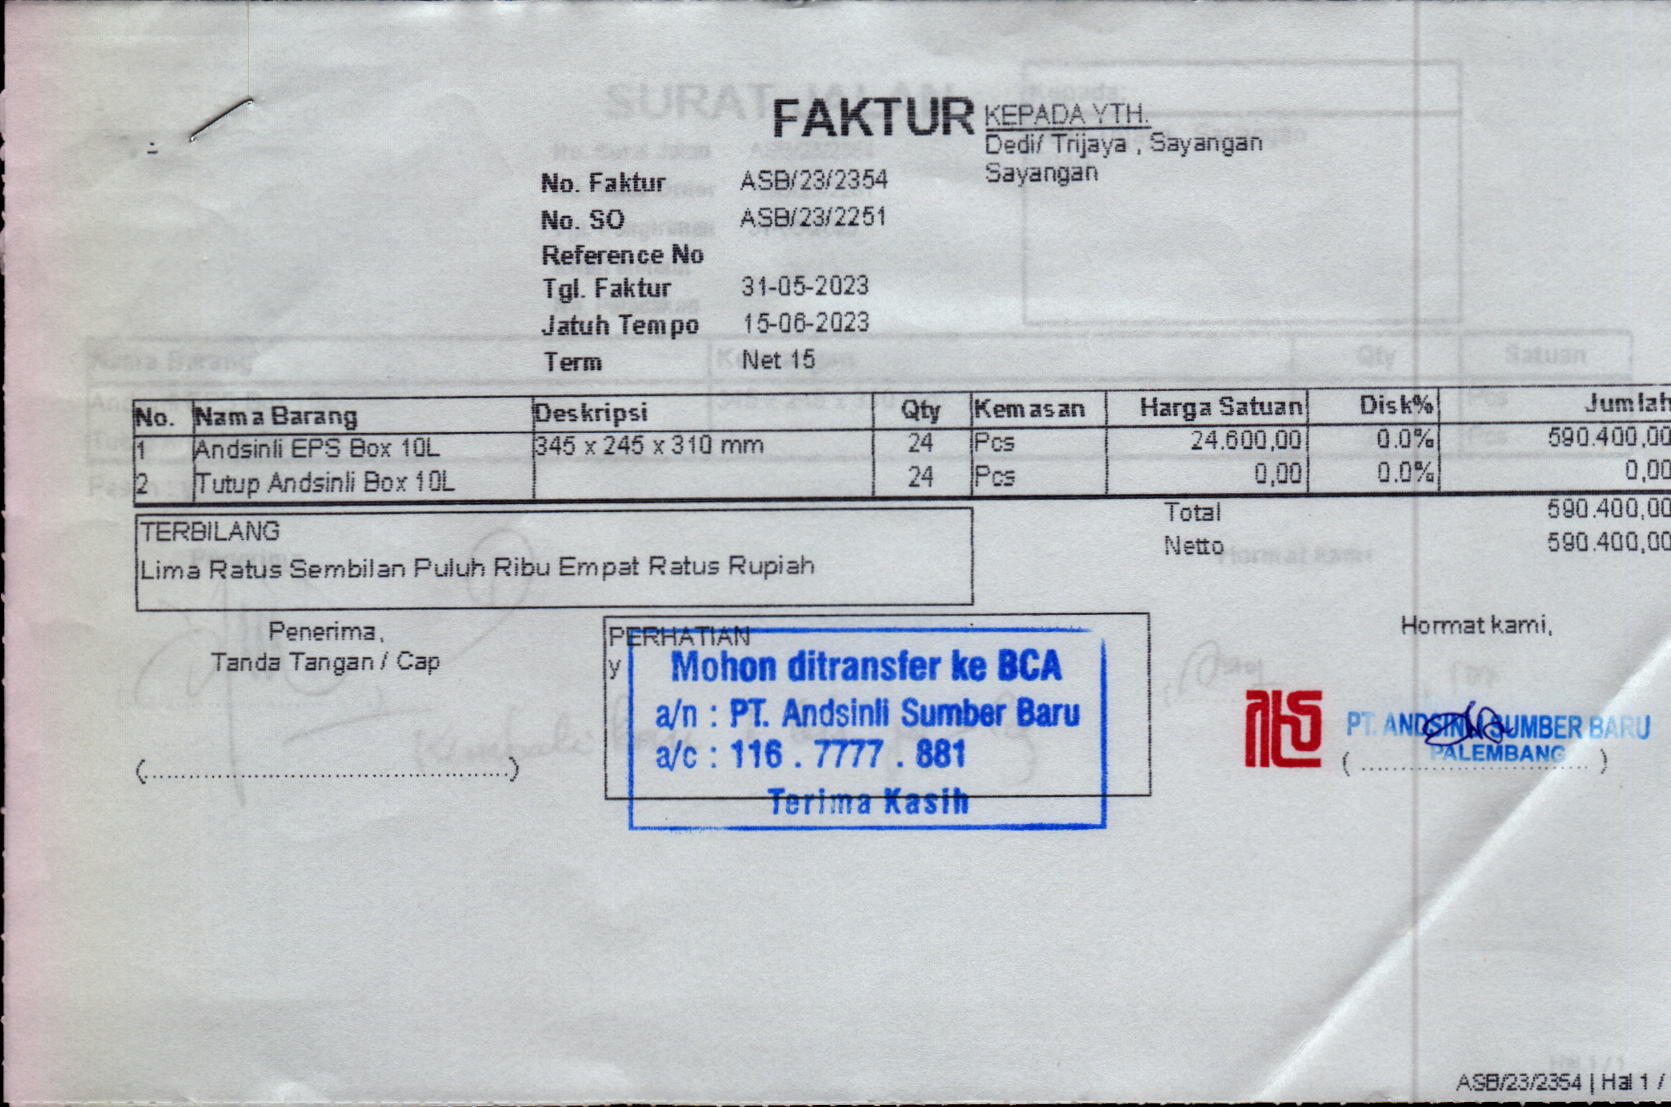 FAKTUR
KEPADA YTH.
Dedi/ Trijaya , Sayangan
Sayangan
No. Faktur ASB/23/2354
No. SO ASB/23/2251
Reference No
Tgl. Faktur 31-05-2023
Jatuh Tempo 15-06-2023
Term Net 15
No. Nama Barang Deskripsi Qty Kemasan Harga Satuan Disk% Jumlah
1 Andsinli EPS Box 10L 345 x 245 x 310 mm 24 Pcs 24.600,00 0.0% 590.400,00
2 Tutup Andsinli Box 10L 24 Pcs 0,00 0.0% 0,00
Total 590.400,00
Netto 590.400,00
TERBILANG
Lima Ratus Sembilan Puluh Ribu Empat Ratus Rupiah
Penerima,
Tanda Tangan / Cap
(................................................)
PERHATIAN
y
Mohon ditransfer ke BCA
a/n : PT. Andsinli Sumber Baru
a/c : 116 . 7777 . 881
Terima Kasih
Hormat kami,
PT. ANDSINLI SUMBER BARU
PALEMBANG
( .............................. )
ASB/23/2354 | Hal 1 /